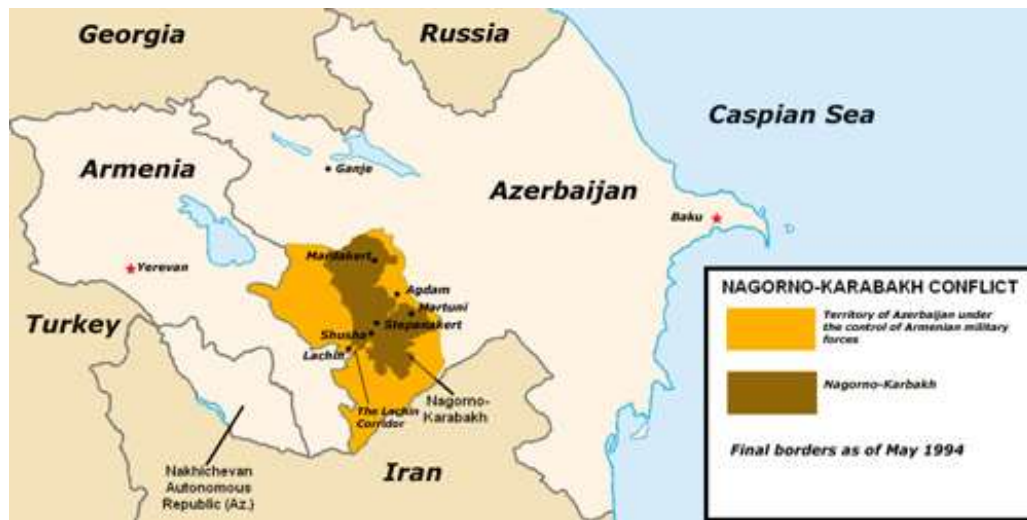 Georgia
Russia
Caspian Sea
Armenia
Ganje
Azerbaijan
Baku
Mardakert
Yerevan
Agdam
Martuni
Turkey
Stepanakert
Shusha
Lachin
Nagorno-
Karabakh
The Lachin
Corridor
Iran
Nakhichevan
Autonomous
Republic (Az.)
NAGORNO-KARABAKH CONFLICT
Territory of Azerbaijan under
the control of Armenian military
forces
Nagorno-Karbakh
Final borders as of May 1994